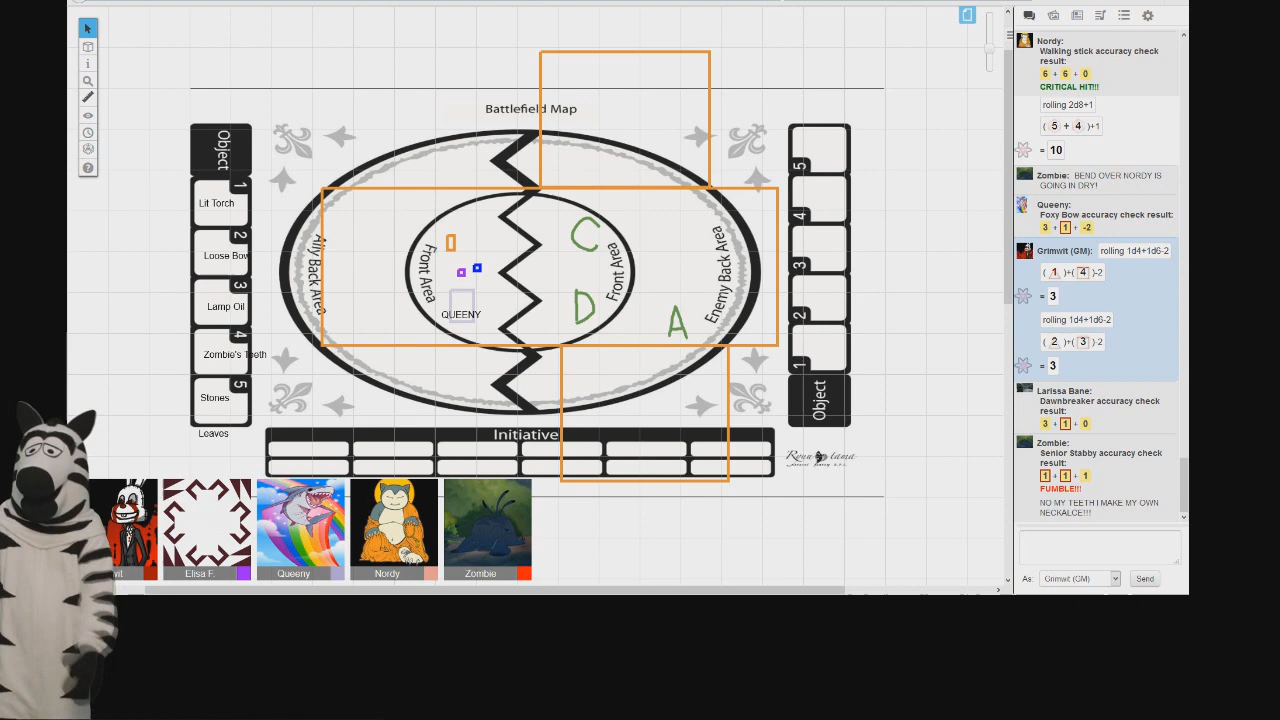 Battlefield Map
Object
1
Lit Torch
2
Loose Bow
3
Lamp Oil
4
Zombie's Teeth
5
Stones
Leaves
Ally Back Area
Front Area
QUEENY
C
D
A
Front Area
Enemy Back Area
5
4
3
2
1
Object
Initiative
Elisa F.
Queeny
Nordy
Zombie
Nordy:
Walking stick accuracy check
result:
6 + 6 + 0
CRITICAL HIT!!!
rolling 2d8+1
( 5 + 4 )+1
= 10
Zombie: BEND OVER NORDY IS
GOING IN DRY!
Queeny:
Foxy Bow accuracy check result:
3 + 1 + -2
Grimwit (GM): rolling 1d4+1d6-2
( 1 )+( 4 )-2
= 3
rolling 1d4+1d6-2
( 2 )+( 3 )-2
= 3
Larissa Bane:
Dawnbreaker accuracy check
result:
3 + 1 + 0
Zombie:
Senior Stabby accuracy check
result:
1 + 1 + 1
FUMBLE!!!
NO MY TEETH I MAKE MY OWN
NECKALCE!!!
As: Grimwit (GM) Send